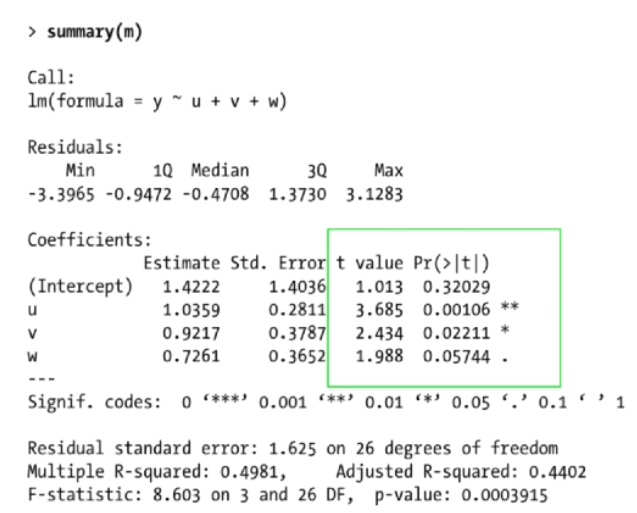 > summary(m)
Call:
lm(formula = y ~ u + v + w)
Residuals:
    Min      1Q  Median      3Q     Max
-3.3965 -0.9472 -0.4708  1.3730  3.1283
Coefficients:
            Estimate Std. Error t value Pr(>|t|)
(Intercept)   1.4222     1.4036   1.013  0.32029
u             1.0359     0.2811   3.685  0.00106 **
v             0.9217     0.3787   2.434  0.02211 *
w             0.7261     0.3652   1.988  0.05744 .
---
Signif. codes:  0 ‘***’ 0.001 ‘**’ 0.01 ‘*’ 0.05 ‘.’ 0.1 ‘ ’ 1
Residual standard error: 1.625 on 26 degrees of freedom
Multiple R-squared: 0.4981,     Adjusted R-squared: 0.4402
F-statistic: 8.603 on 3 and 26 DF,  p-value: 0.0003915